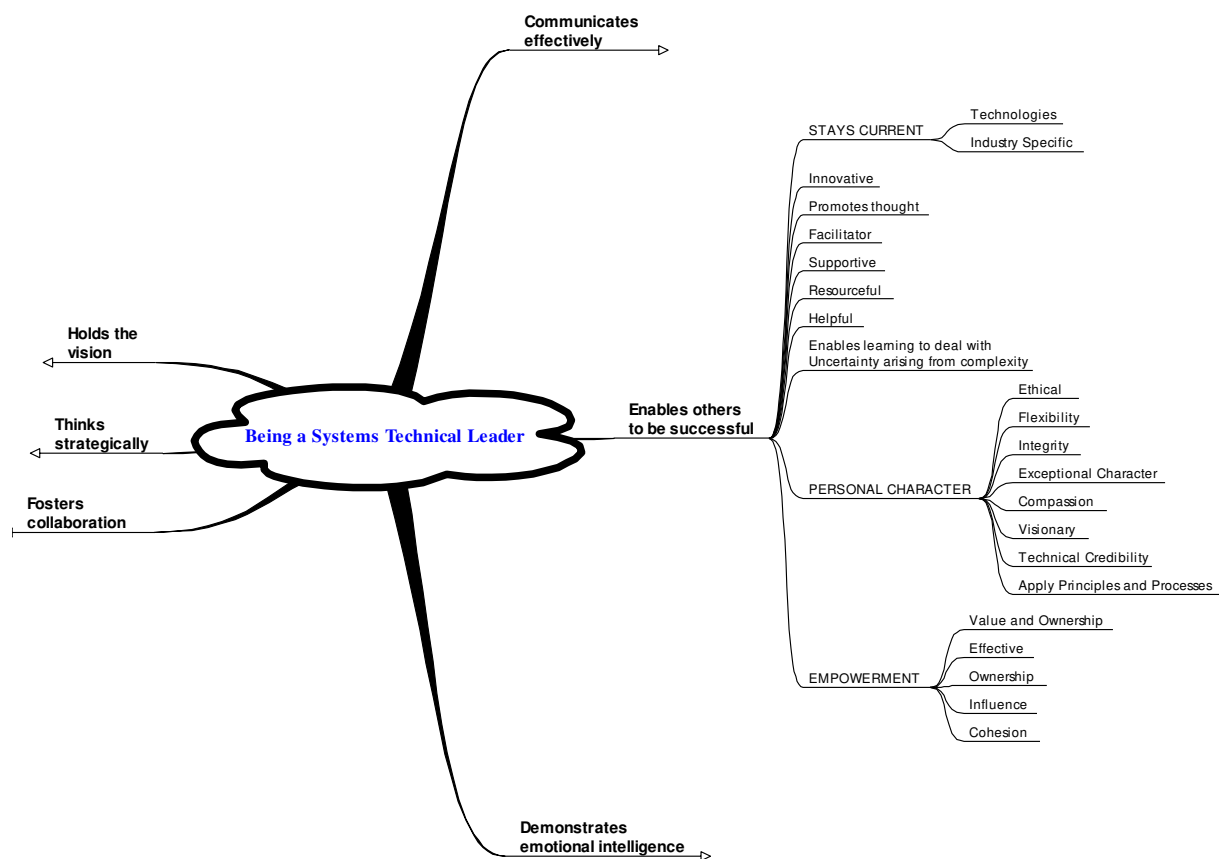 Communicates
effectively
Holds the
vision
Thinks
strategically
Fosters
collaboration
Being a Systems Technical Leader
Enables others
to be successful
STAYS CURRENT
Technologies
Industry Specific
Innovative
Promotes thought
Facilitator
Supportive
Resourceful
Helpful
Enables learning to deal with
Uncertainty arising from complexity
PERSONAL CHARACTER
Ethical
Flexibility
Integrity
Exceptional Character
Compassion
Visionary
Technical Credibility
Apply Principles and Processes
EMPOWERMENT
Value and Ownership
Effective
Ownership
Influence
Cohesion
Demonstrates
emotional intelligence